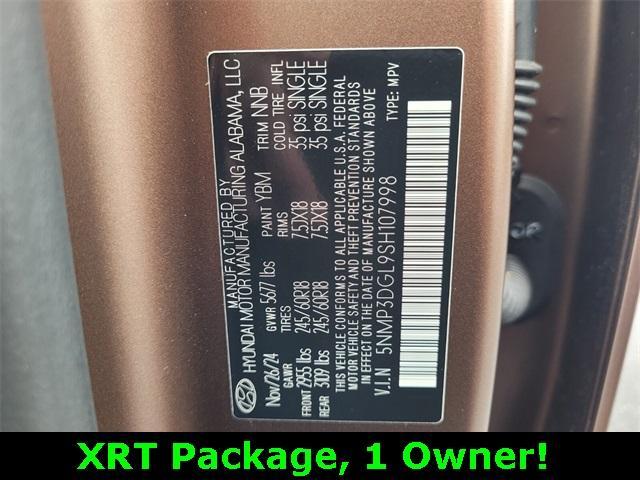 MANUFACTURED BY
HYUNDAI MOTOR MANUFACTURING ALABAMA, LLC
Nov/26/24 GVWR 5677 lbs PAINT YBM TRIM NNB
GAWR TIRES RIMS COLD TIRE INFL
FRONT 2955 lbs 245/60R18 7.5JX18 35 psi SINGLE
REAR 3109 lbs 245/60R18 7.5JX18 35 psi SINGLE
THIS VEHICLE CONFORMS TO ALL APPLICABLE U.S.A. FEDERAL
MOTOR VEHICLE SAFETY AND THEFT PREVENTION STANDARDS
IN EFFECT ON THE DATE OF MANUFACTURE SHOWN ABOVE
V.I.N 5NMP3DGL9SH107998 TYPE: MPV
XRT Package, 1 Owner!